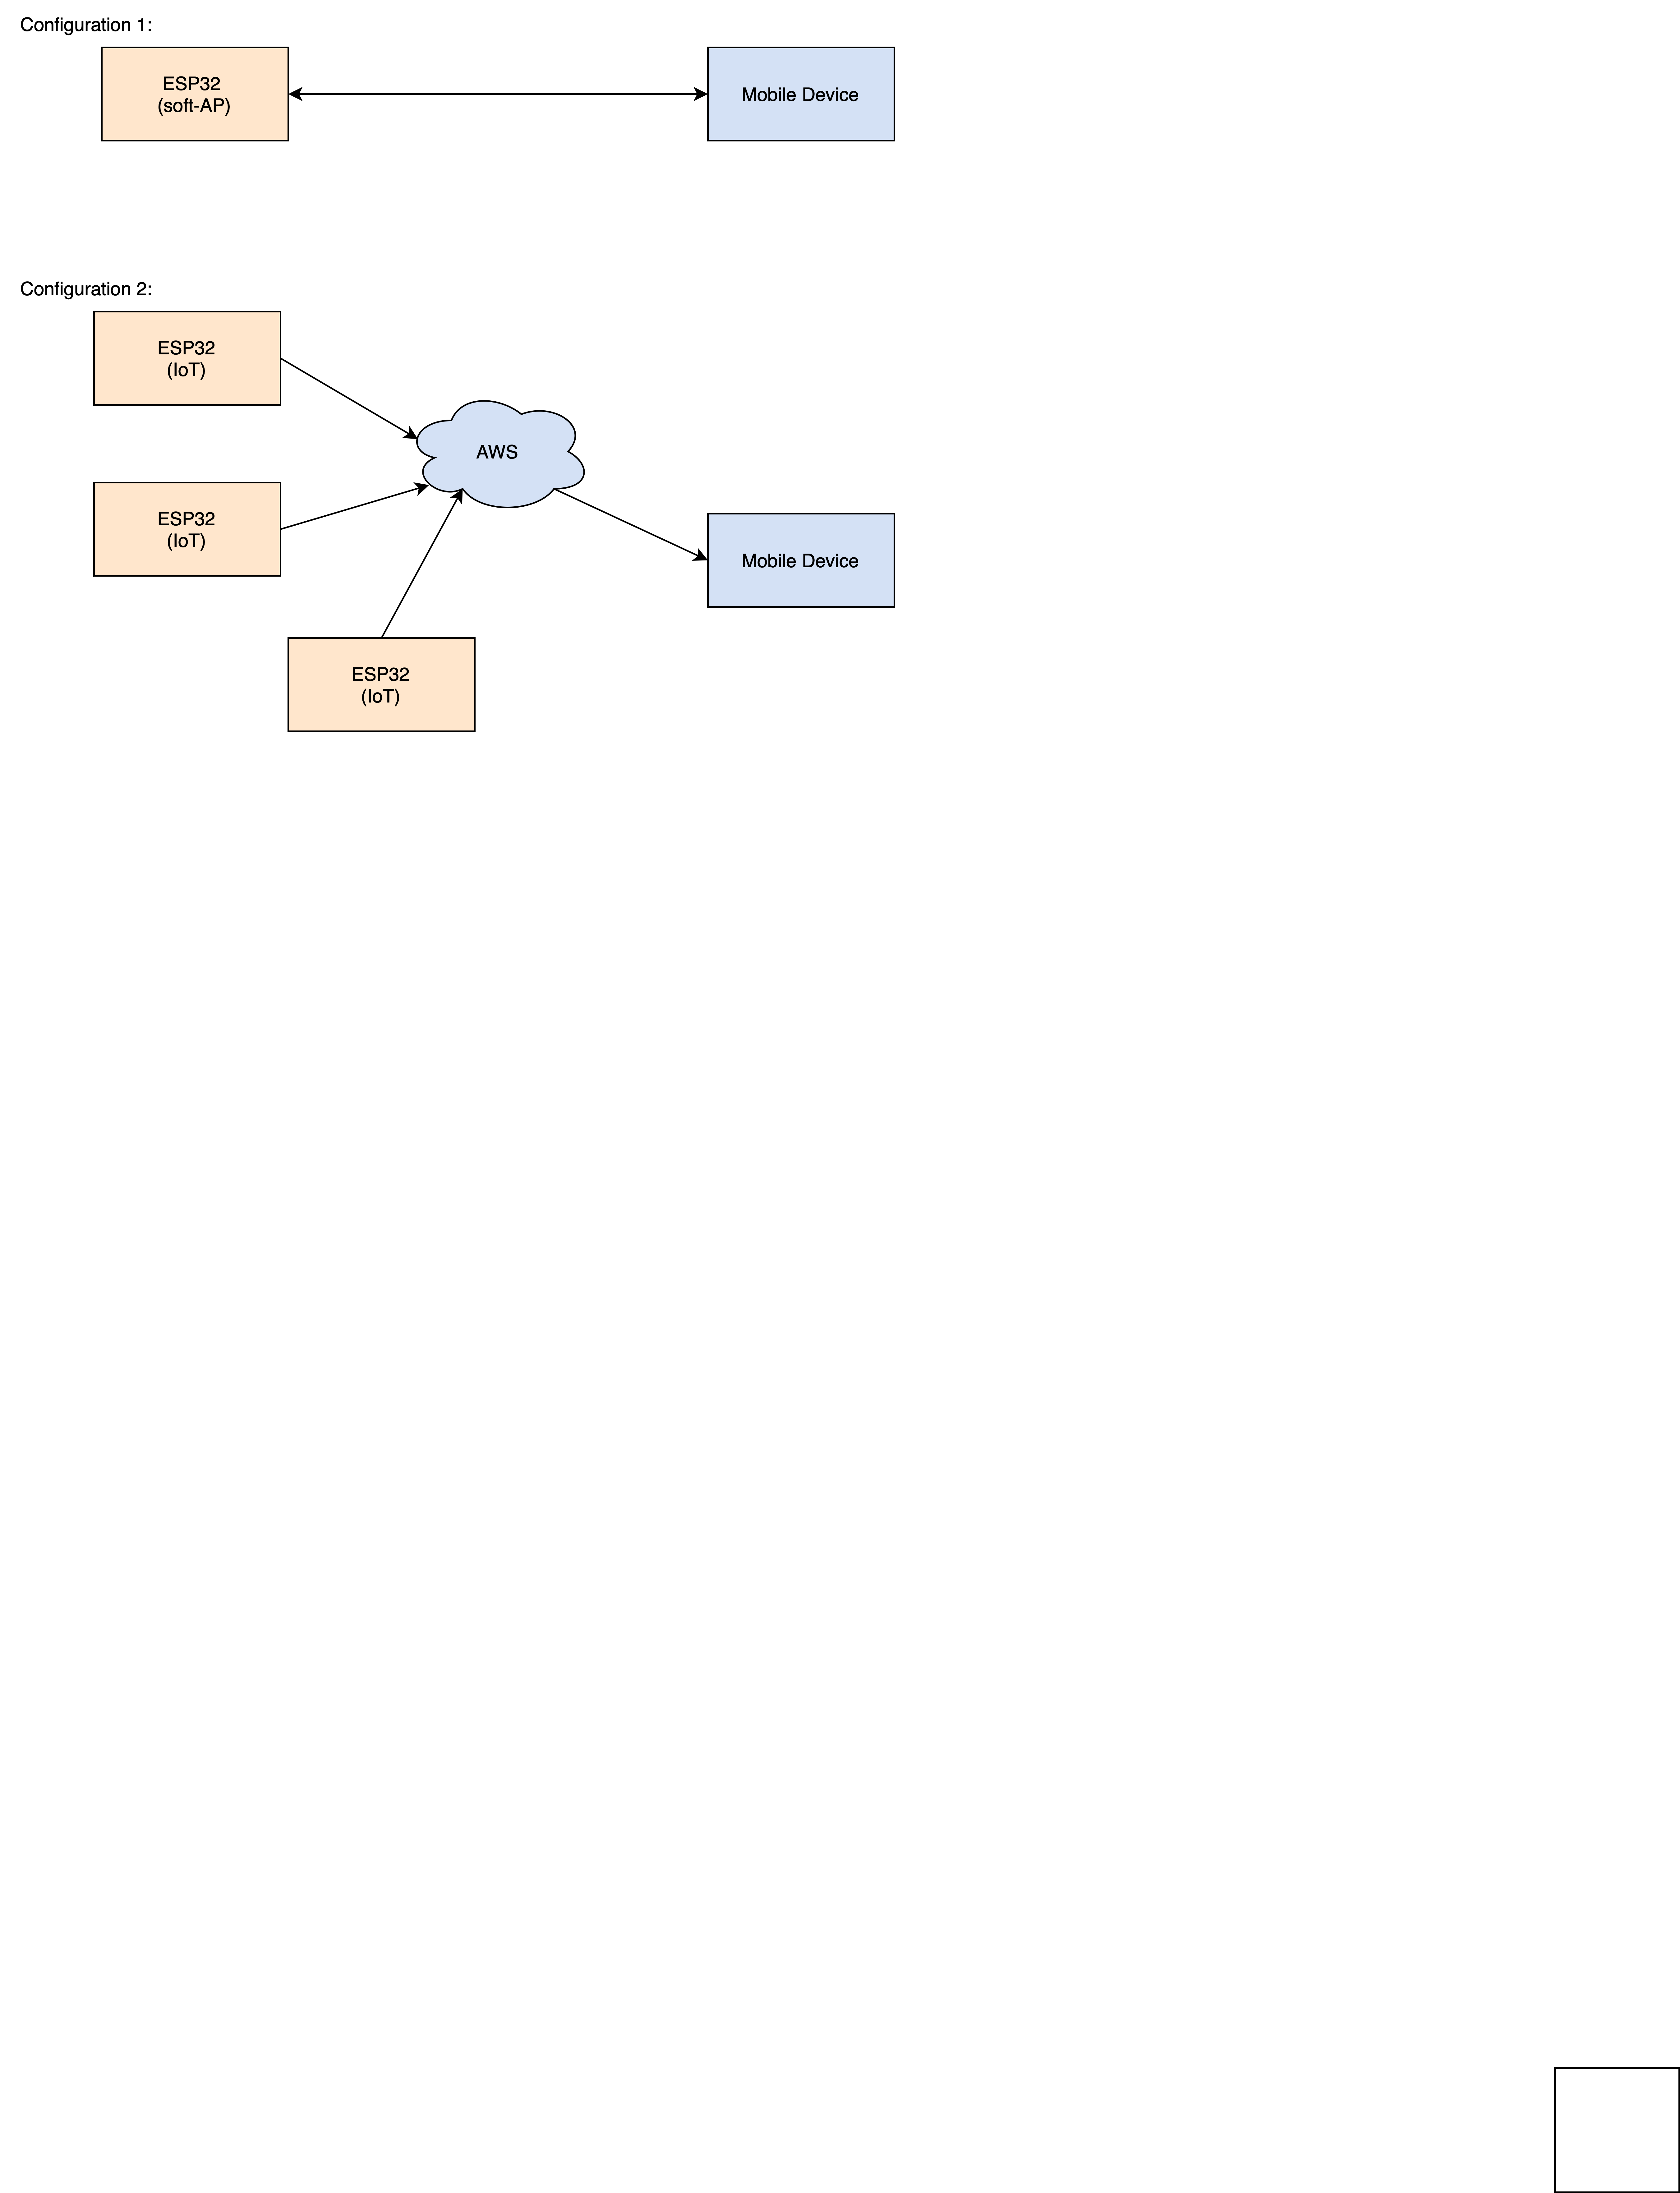 Configuration 1:
ESP32
(soft-AP)
Mobile Device
Configuration 2:
ESP32
(IoT)
AWS
ESP32
(IoT)
Mobile Device
ESP32
(IoT)